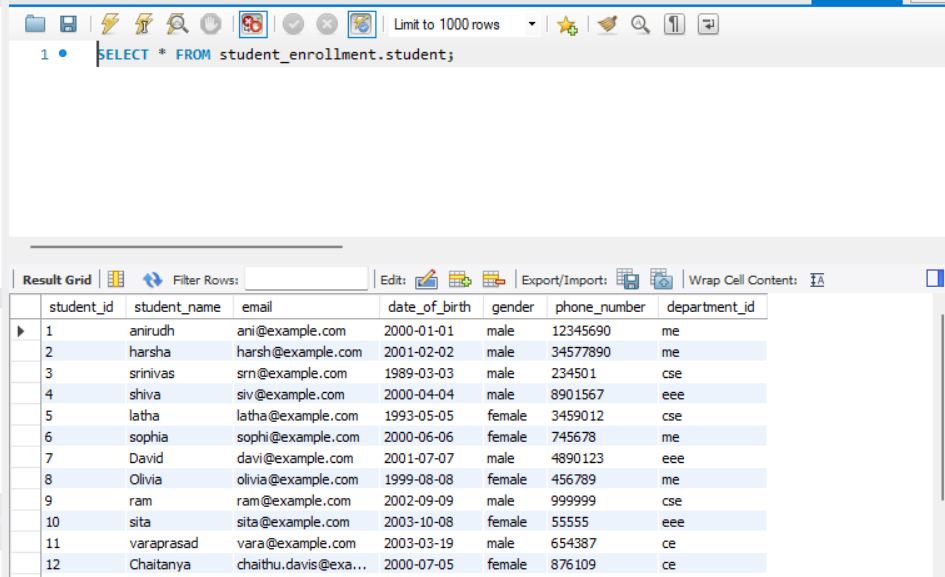 Limit to 1000 rows
1 SELECT * FROM student_enrollment.student;
Result Grid Filter Rows: Edit: Export/Import: Wrap Cell Content:
student_id student_name email date_of_birth gender phone_number department_id
1 anirudh ani@example.com 2000-01-01 male 12345690 me
2 harsha harsh@example.com 2001-02-02 male 34577890 me
3 srinivas srn@example.com 1989-03-03 male 234501 cse
4 shiva siv@example.com 2000-04-04 male 8901567 eee
5 latha latha@example.com 1993-05-05 female 3459012 cse
6 sophia sophi@example.com 2000-06-06 female 745678 me
7 David davi@example.com 2001-07-07 male 4890123 eee
8 Olivia olivia@example.com 1999-08-08 female 456789 me
9 ram ram@example.com 2002-09-09 male 999999 cse
10 sita sita@example.com 2003-10-08 female 55555 eee
11 varaprasad vara@example.com 2003-03-19 male 654387 ce
12 Chaitanya chaithu.davis@exa... 2000-07-05 female 876109 ce